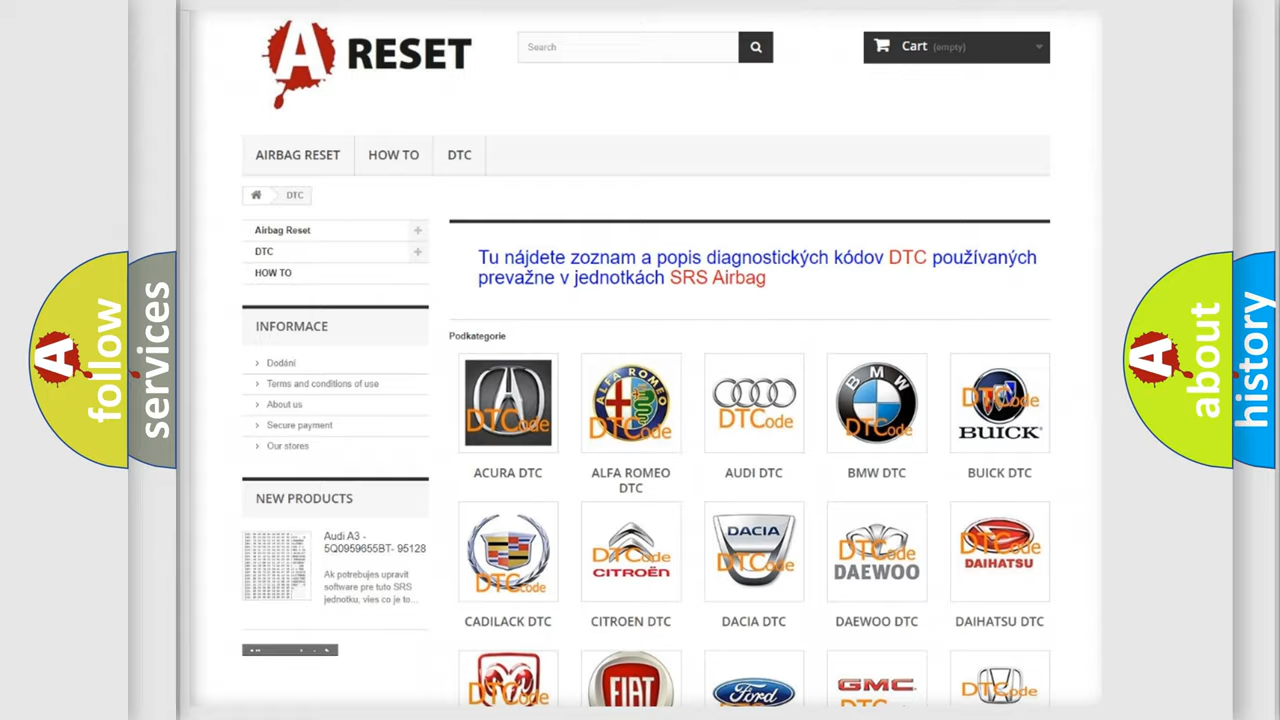 A RESET
Search
Cart (empty)
AIRBAG RESET
HOW TO
DTC
DTC
Airbag Reset
DTC
HOW TO
INFORMACE
Dodání
Terms and conditions of use
About us
Secure payment
Our stores
NEW PRODUCTS
Audi A3 -
5Q0959655BT- 95128
Ak potrebujes upravit
software pre tuto SRS
jednotku, vies co je to...
Tu nájdete zoznam a popis diagnostických kódov DTC používaných
prevažne v jednotkách SRS Airbag
Podkategorie
DTCode
ALFA ROMEO
DTCode
DTCode
BMW
DTCode
DTCode
BUICK
ACURA DTC
ALFA ROMEO
DTC
AUDI DTC
BMW DTC
BUICK DTC
DTCode
DTCode
CITROËN
DACIA
DTCode
DTCode
DAEWOO
DTCode
DAIHATSU
CADILACK DTC
CITROEN DTC
DACIA DTC
DAEWOO DTC
DAIHATSU DTC
DTCode
FIAT
Ford
GMC
DTCode
A follow
services
A about
history